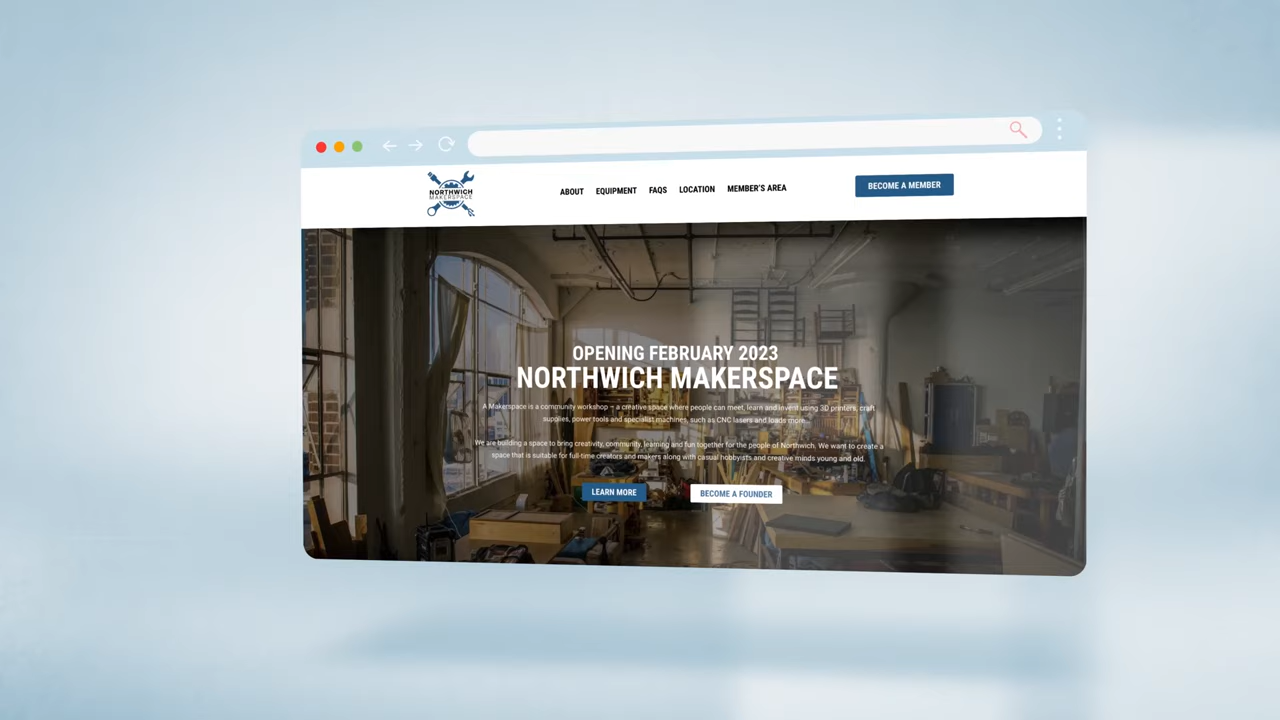 NORTHWICH
MAKERSPACE
ABOUT EQUIPMENT FAQS LOCATION MEMBER'S AREA
BECOME A MEMBER
OPENING FEBRUARY 2023
NORTHWICH MAKERSPACE
A Makerspace is a community workshop – a creative space where people can meet, learn and invent using 3D printers, craft
supplies, power tools and specialist machines, such as CNC lasers and loads more...
We are building a space to bring creativity, community, learning and fun together for the people of Northwich. We want to create a
space that is suitable for full-time creators and makers along with casual hobbyists and creative minds young and old.
LEARN MORE BECOME A FOUNDER